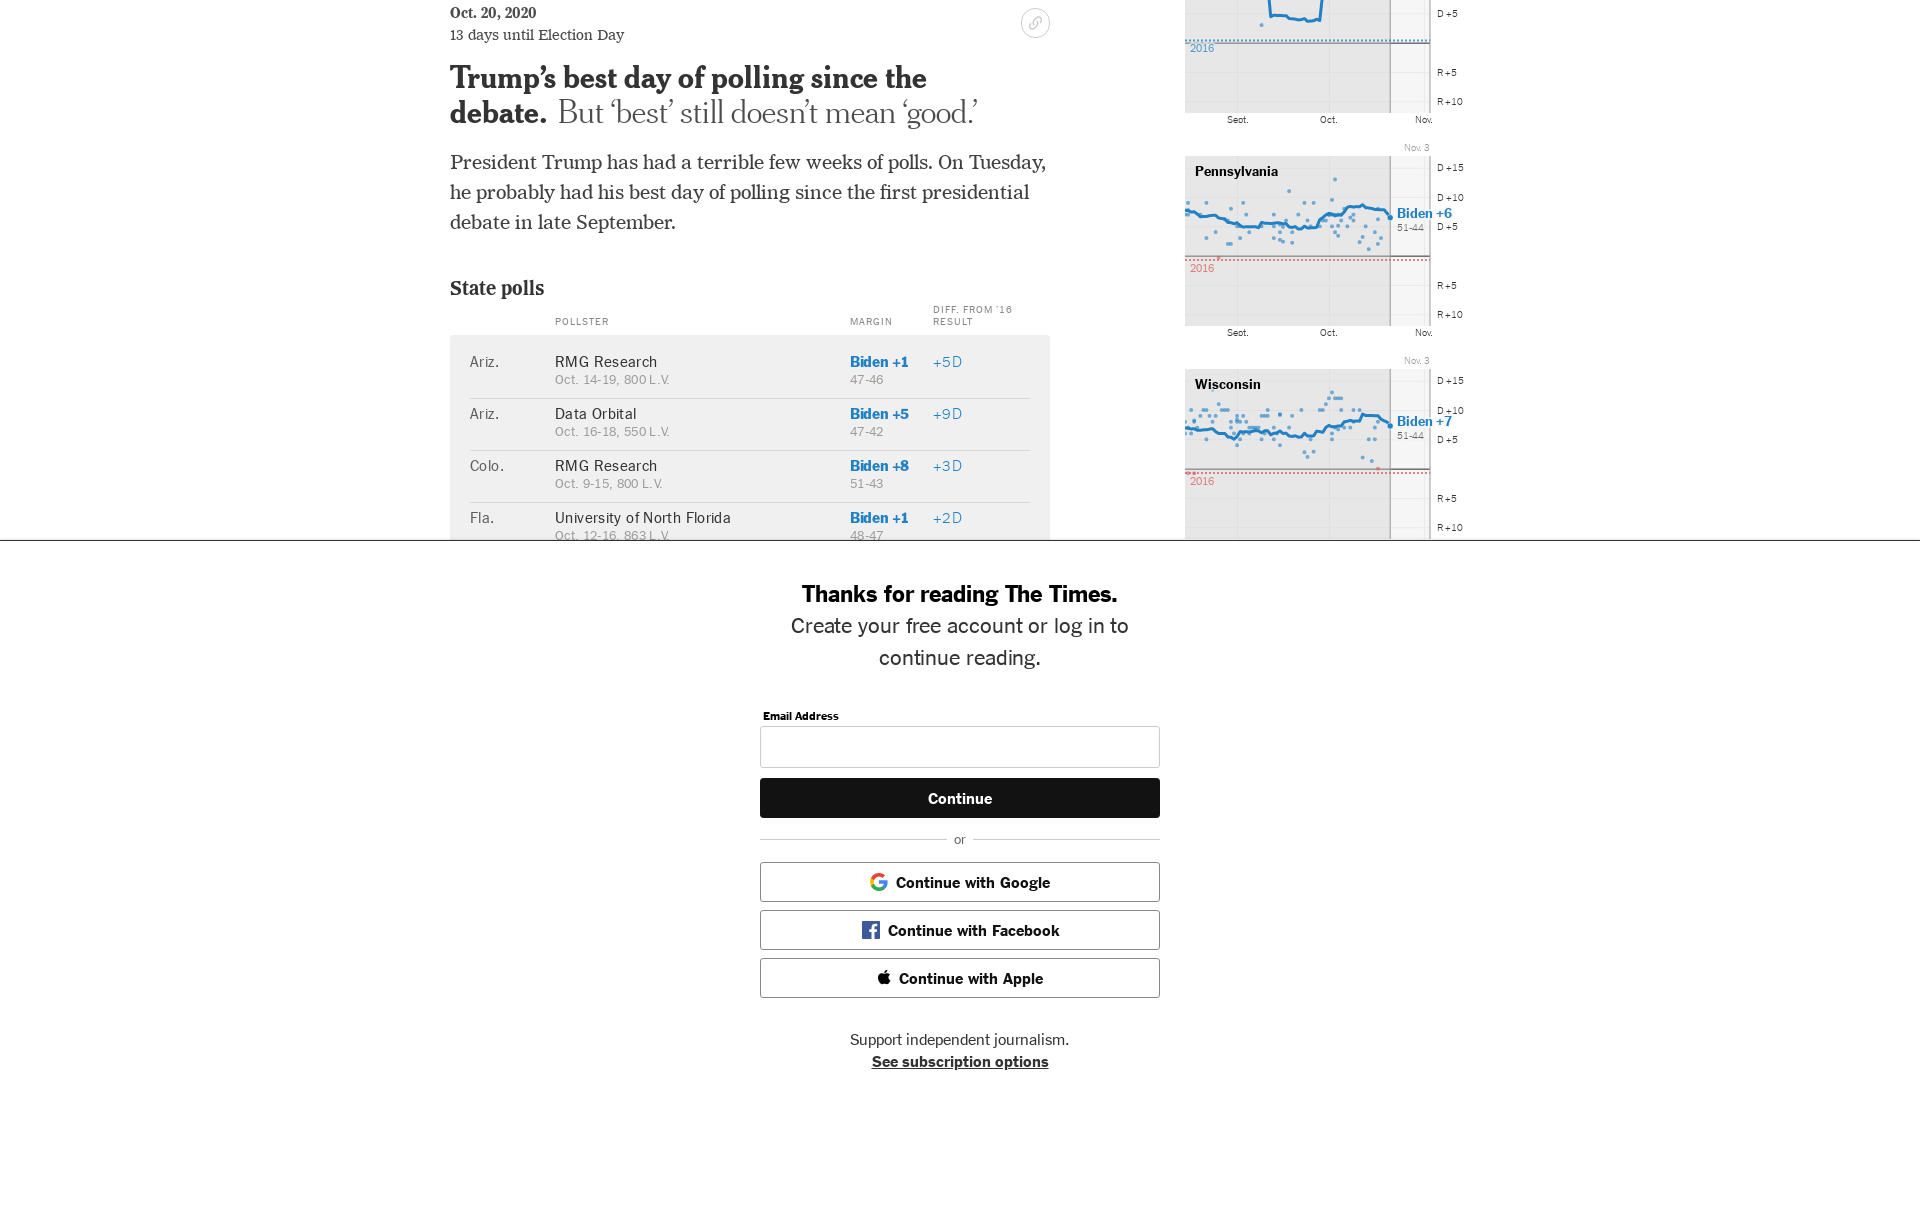 Oct. 20, 2020
13 days until Election Day
Trump’s best day of polling since the
debate. But ‘best’ still doesn’t mean ‘good.’
President Trump has had a terrible few weeks of polls. On Tuesday,
he probably had his best day of polling since the first presidential
debate in late September.
State polls
POLLSTER MARGIN DIFF. FROM ’16 RESULT
Ariz. RMG Research Biden +1 +5 D
Oct. 14-19, 800 L.V. 47-46
Ariz. Data Orbital Biden +5 +9 D
Oct. 16-18, 550 L.V. 47-42
Colo. RMG Research Biden +8 +3 D
Oct. 9-15, 800 L.V. 51-43
Fla. University of North Florida Biden +1 +2 D
Oct. 12-16, 863 L.V. 48-47
D +5
2016
R +5
R +10
Sept. Oct. Nov.
Nov. 3
Pennsylvania
D +15
D +10
Biden +6
51-44
D +5
2016
R +5
R +10
Sept. Oct. Nov.
Nov. 3
Wisconsin
D +15
D +10
Biden +7
51-44
D +5
2016
R +5
R +10
Thanks for reading The Times.
Create your free account or log in to
continue reading.
Email Address
Continue
or
Continue with Google
Continue with Facebook
Continue with Apple
Support independent journalism.
See subscription options